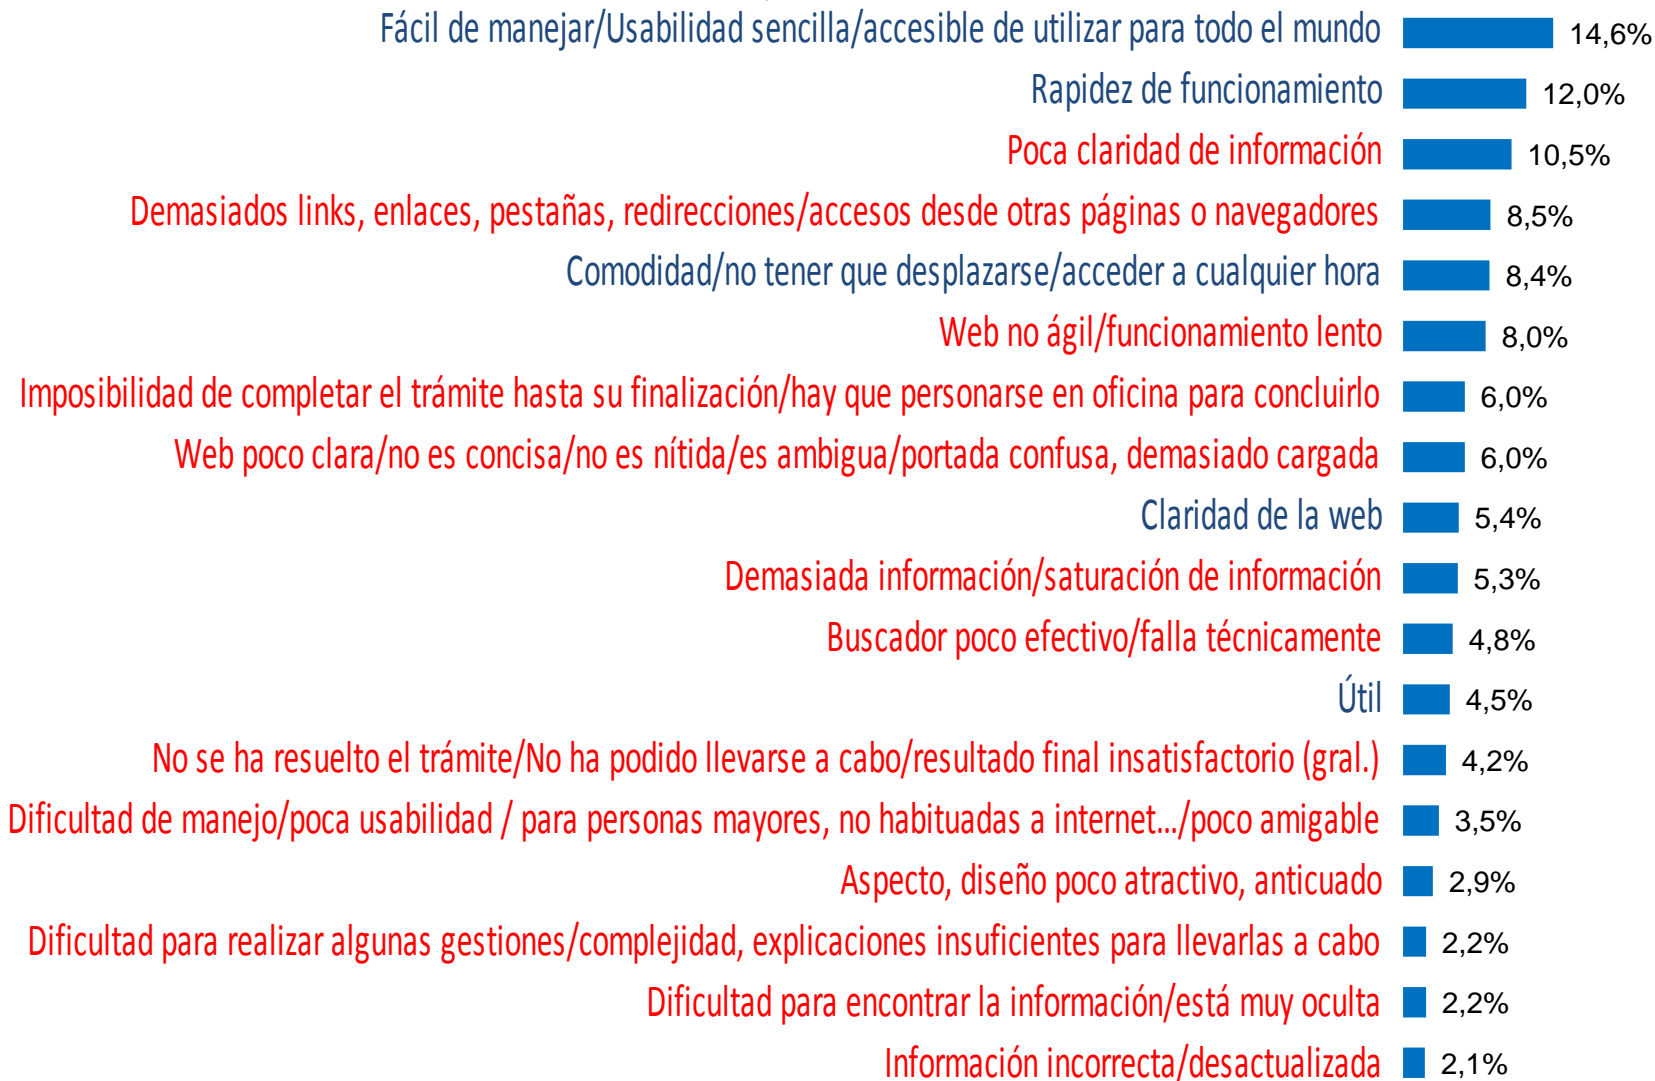 Fácil de manejar/Usabilidad sencilla/accesible de utilizar para todo el mundo 14,6%
Rapidez de funcionamiento 12,0%
Poca claridad de información 10,5%
Demasiados links, enlaces, pestañas, redirecciones/accesos desde otras páginas o navegadores 8,5%
Comodidad/no tener que desplazarse/acceder a cualquier hora 8,4%
Web no ágil/funcionamiento lento 8,0%
Imposibilidad de completar el trámite hasta su finalización/hay que personarse en oficina para concluirlo 6,0%
Web poco clara/no es concisa/no es nítida/es ambigua/portada confusa, demasiado cargada 6,0%
Claridad de la web 5,4%
Demasiada información/saturación de información 5,3%
Buscador poco efectivo/falla técnicamente 4,8%
Útil 4,5%
No se ha resuelto el trámite/No ha podido llevarse a cabo/resultado final insatisfactorio (gral.) 4,2%
Dificultad de manejo/poca usabilidad / para personas mayores, no habituadas a internet.../poco amigable 3,5%
Aspecto, diseño poco atractivo, anticuado 2,9%
Dificultad para realizar algunas gestiones/complejidad, explicaciones insuficientes para llevarlas a cabo 2,2%
Dificultad para encontrar la información/está muy oculta 2,2%
Información incorrecta/desactualizada 2,1%